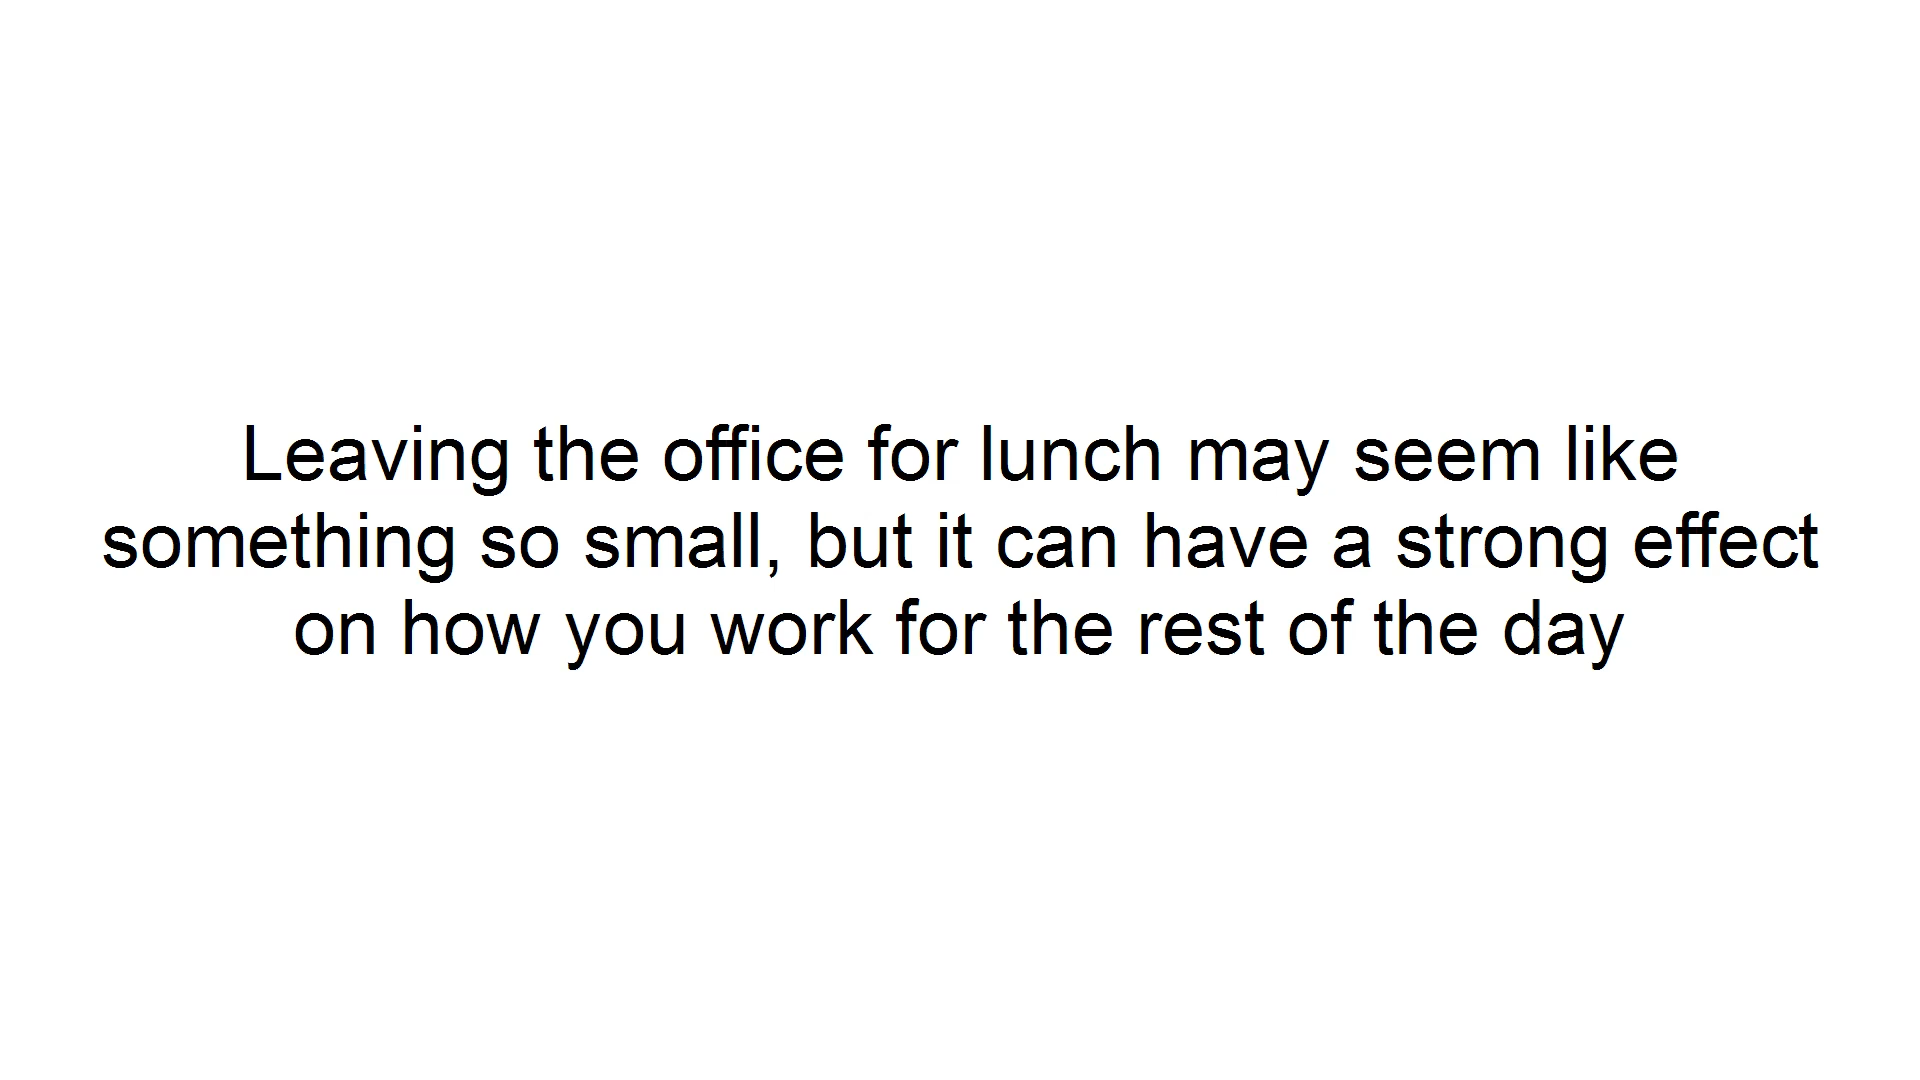 Leaving the office for lunch may seem like
something so small, but it can have a strong effect
on how you work for the rest of the day